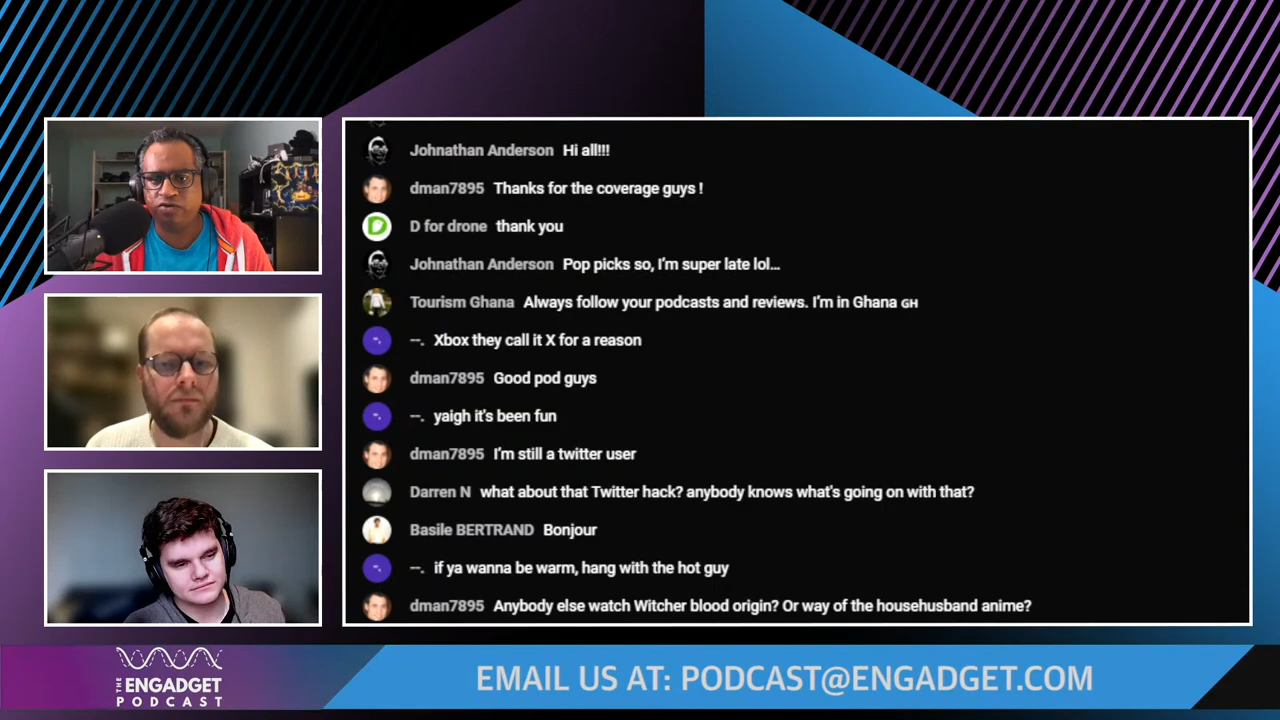 Johnathan Anderson Hi all!!!
dman7895 Thanks for the coverage guys !
D for drone thank you
Johnathan Anderson Pop picks so, I'm super late lol...
Tourism Ghana Always follow your podcasts and reviews. I'm in Ghana GH
--. Xbox they call it X for a reason
dman7895 Good pod guys
--. yaigh it's been fun
dman7895 I'm still a twitter user
Darren N what about that Twitter hack? anybody knows what's going on with that?
Basile BERTRAND Bonjour
--. if ya wanna be warm, hang with the hot guy
dman7895 Anybody else watch Witcher blood origin? Or way of the househusband anime?
THE ENGADGET PODCAST
EMAIL US AT: PODCAST@ENGADGET.COM